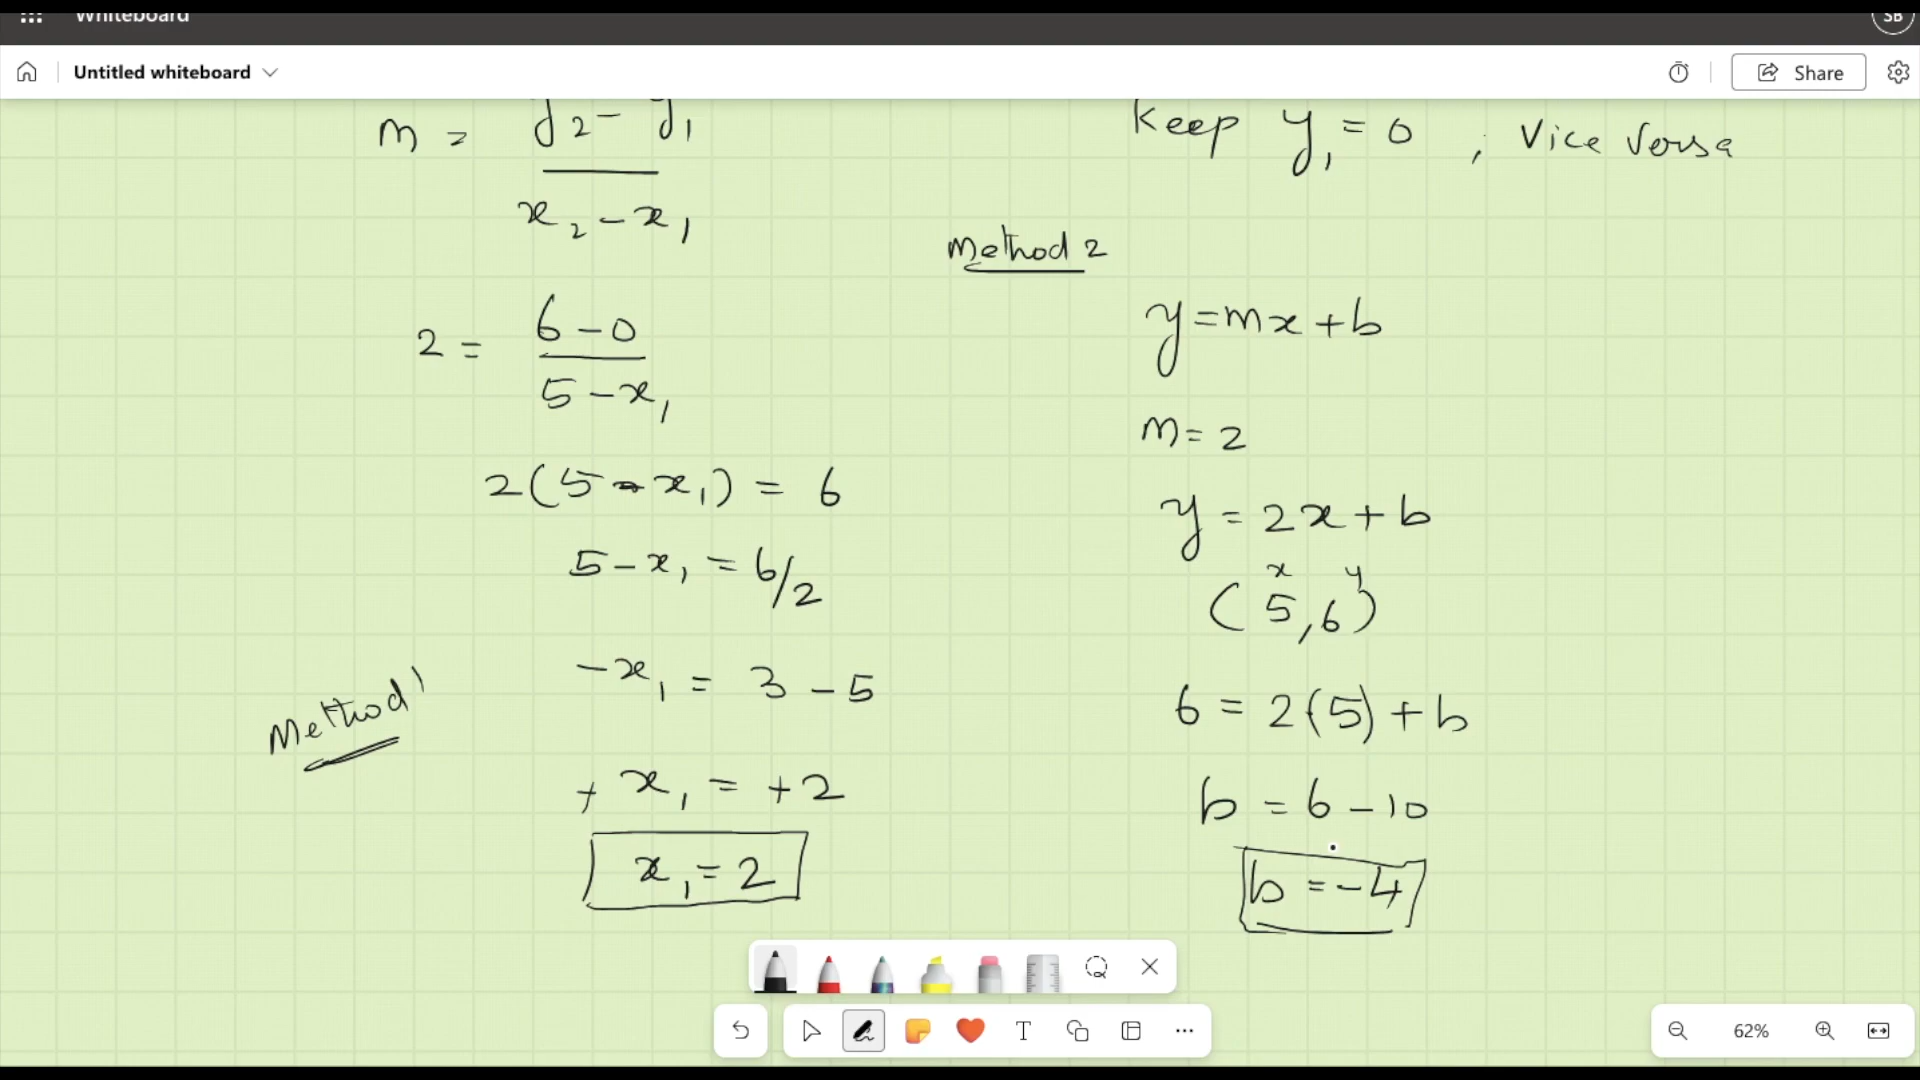 Whiteboard
SB
Untitled whiteboard
Share
m = y₂ - y₁
x₂ - x₁
2 = 6 - 0
5 - x₁
2(5 - x₁) = 6
5 - x₁ = 6/2
-x₁ = 3 - 5
+ x₁ = +2
x₁ = 2
Method 1
Keep y₁ = 0 , Vice Versa
Method 2
y = mx + b
m = 2
y = 2x + b
x y
(5, 6)
6 = 2(5) + b
b = 6 - 10
b = -4
T
62%